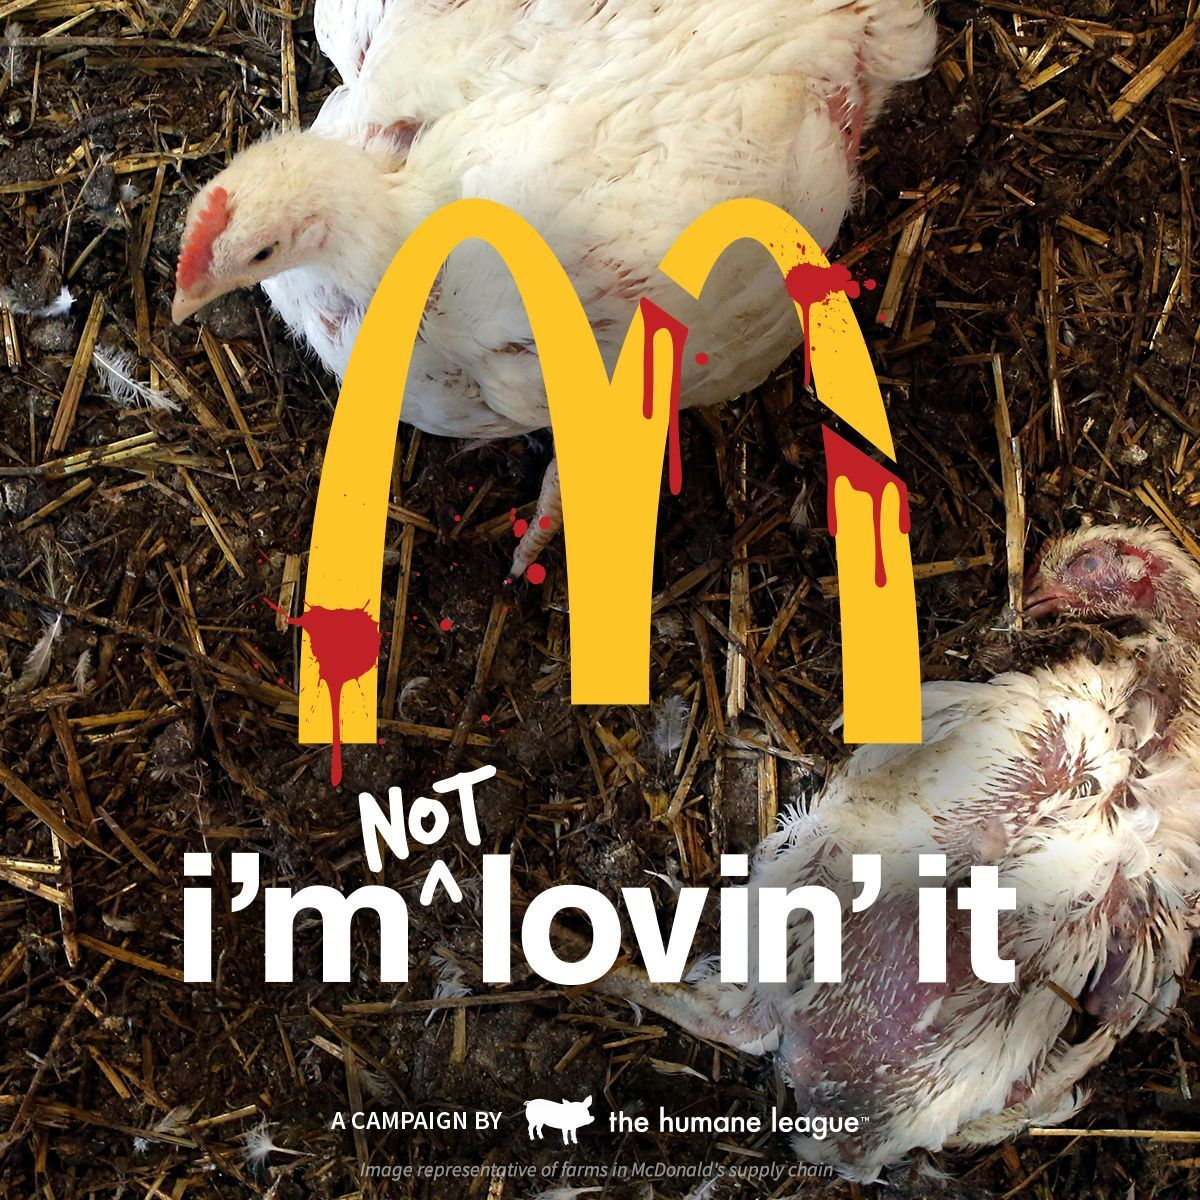 NOT
i'm ^ lovin' it
A CAMPAIGN BY the humane league™
Image representative of farms in McDonald's supply chain